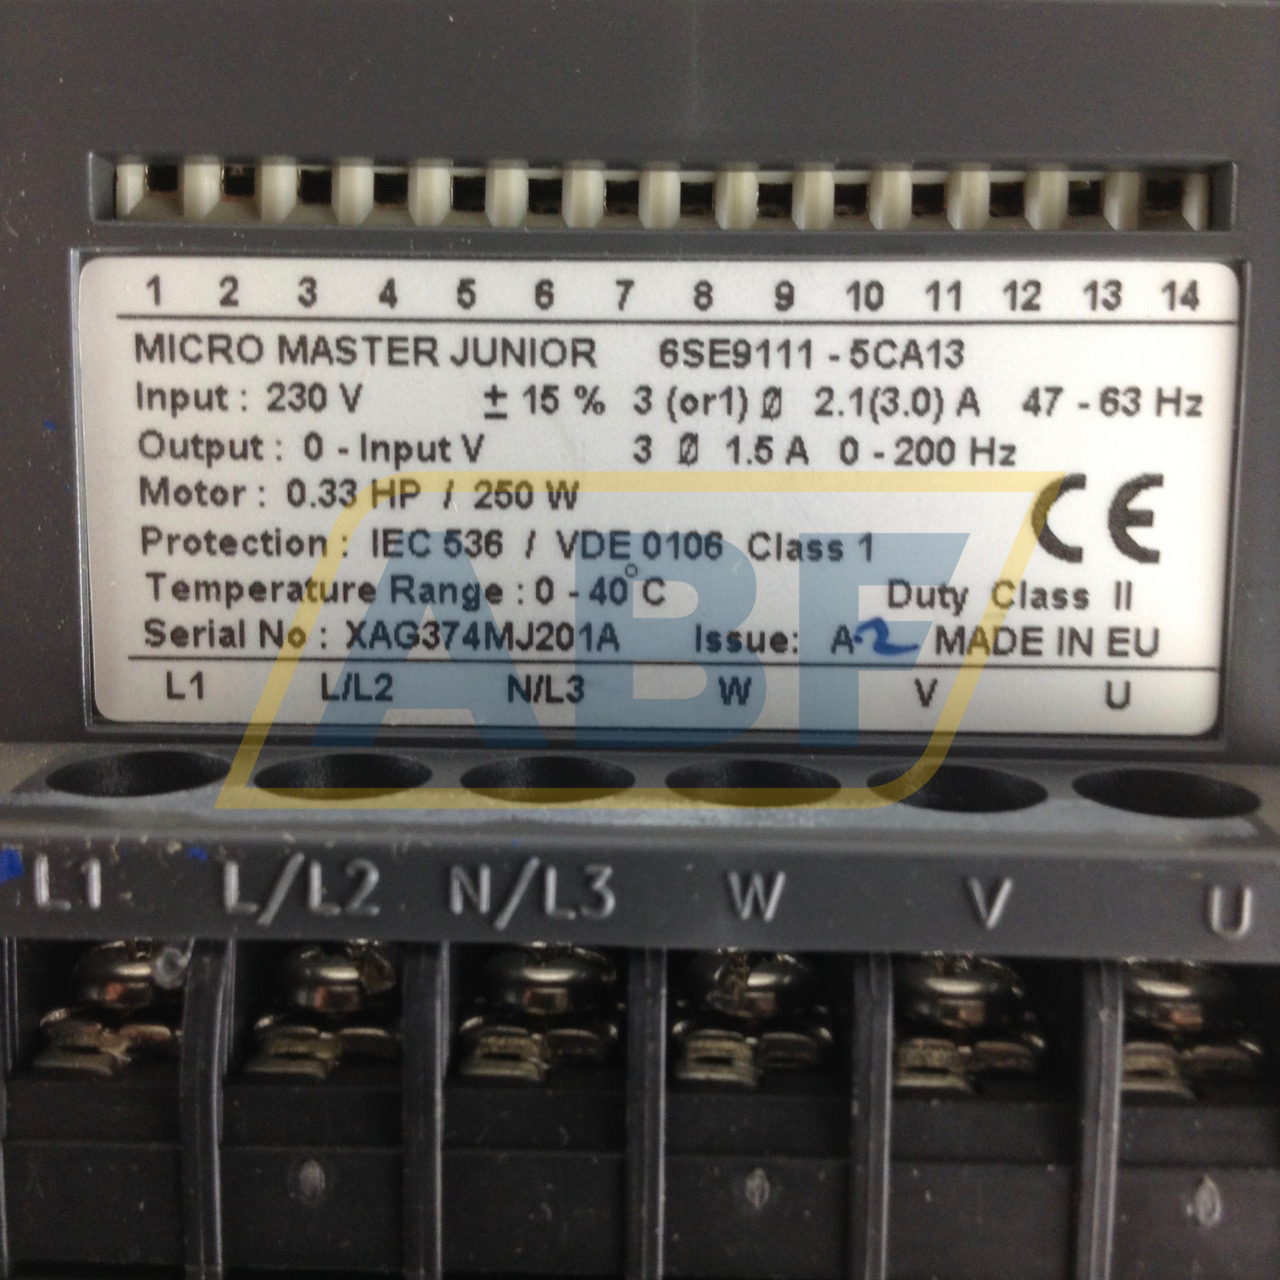 1 2 3 4 5 6 7 8 9 10 11 12 13 14
MICRO MASTER JUNIOR 6SE9111 - 5CA13
Input : 230 V ± 15 % 3 (or1) Ø 2.1(3.0) A 47 - 63 Hz
Output : 0 - Input V 3 Ø 1.5 A 0 - 200 Hz
Motor : 0.33 HP / 250 W
CE
Protection : IEC 536 / VDE 0106 Class 1
Temperature Range : 0 - 40°C Duty Class II
Serial No : XAG374MJ201A Issue: A-2 MADE IN EU
L1 L/L2 N/L3 W V U
ABF
L1 L/L2 N/L3 W V U